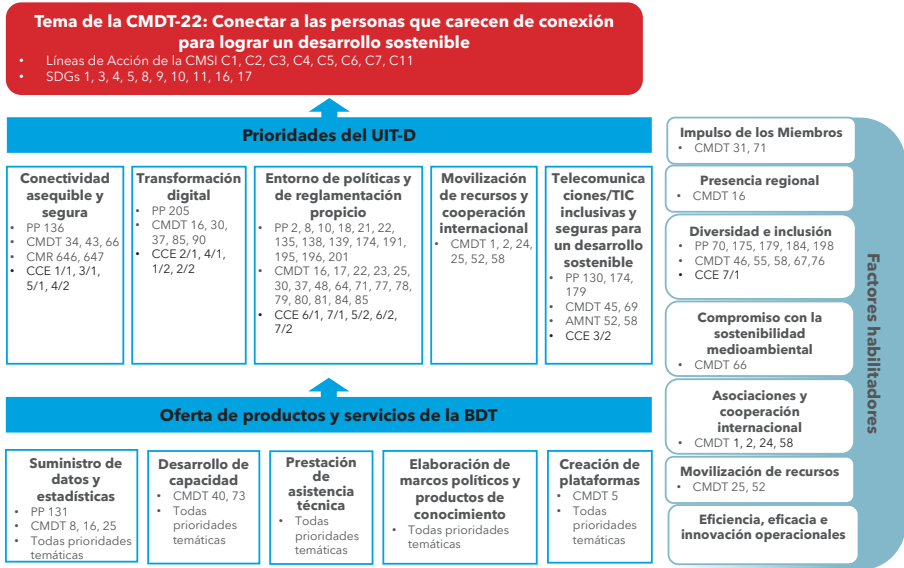 Tema de la CMDT-22: Conectar a las personas que carecen de conexión
para lograr un desarrollo sostenible
• Líneas de Acción de la CMSI C1, C2, C3, C4, C5, C6, C7, C11
• SDGs 1, 3, 4, 5, 8, 9, 10, 11, 16, 17
Prioridades del UIT-D
Conectividad
asequible y
segura
• PP 136
• CMDT 34, 43, 66
• CMR 646, 647
• CCE 1/1, 3/1,
5/1, 4/2
Transformación
digital
• PP 205
• CMDT 16, 30,
37, 85, 90
• CCE 2/1, 4/1,
1/2, 2/2
Entorno de políticas y
de reglamentación
propicio
• PP 2, 8, 10, 18, 21, 22,
135, 138, 139, 174, 191,
195, 196, 201
• CMDT 16, 17, 22, 23, 25,
30, 37, 48, 64, 71, 77, 78,
79, 80, 81, 84, 85
• CCE 6/1, 7/1, 5/2, 6/2,
7/2
Movilización
de recursos y
cooperación
internacional
• CMDT 1, 2, 24,
25, 52, 58
Telecomunica
ciones/TIC
inclusivas y
seguras para
un desarrollo
sostenible
• PP 130, 174,
179
• CMDT 45, 69
• AMNT 52, 58
• CCE 3/2
Oferta de productos y servicios de la BDT
Suministro de
datos y
estadísticas
• PP 131
• CMDT 8, 16, 25
• Todas prioridades
temáticas
Desarrollo de
capacidad
• CMDT 40, 73
• Todas
prioridades
temáticas
Prestación
de
asistencia
técnica
• Todas
prioridades
temáticas
Elaboración de
marcos políticos y
productos de
conocimiento
• Todas prioridades
temáticas
Creación de
plataformas
• CMDT 5
• Todas
prioridades
temáticas
Impulso de los Miembros
• CMDT 31, 71
Presencia regional
• CMDT 16
Diversidad e inclusión
• PP 70, 175, 179, 184, 198
• CMDT 46, 55, 58, 67,76
• CCE 7/1
Compromiso con la
sostenibilidad
medioambiental
• CMDT 66
Asociaciones y
cooperación
internacional
• CMDT 1, 2, 24, 58
Movilización de recursos
• CMDT 25, 52
Eficiencia, eficacia e
innovación operacionales
Factores habilitadores